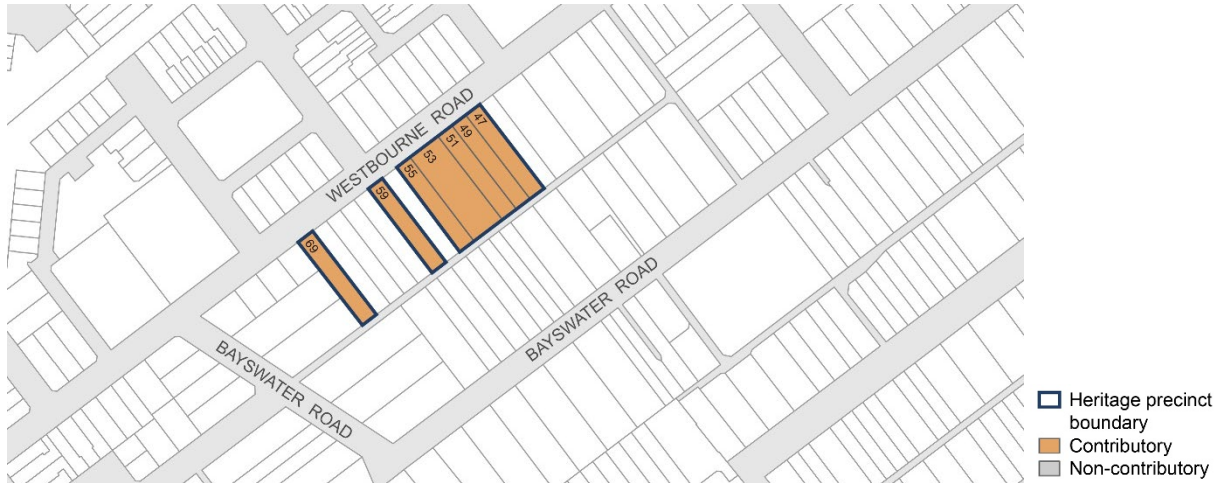 WESTBOURNE ROAD
47
49
51
53
55
59
69
BAYSWATER ROAD
BAYSWATER ROAD
Heritage precinct
boundary
Contributory
Non-contributory